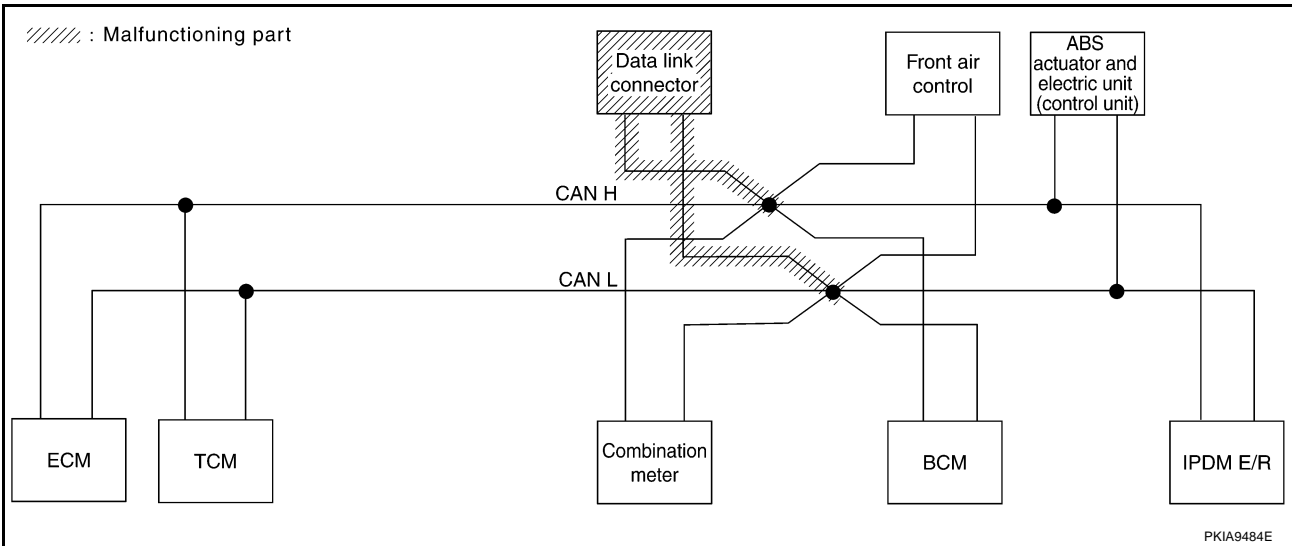 : Malfunctioning part
Data link
connector
Front air
control
ABS
actuator and
electric unit
(control unit)
CAN H
CAN L
ECM
TCM
Combination
meter
BCM
IPDM E/R
PKIA9484E